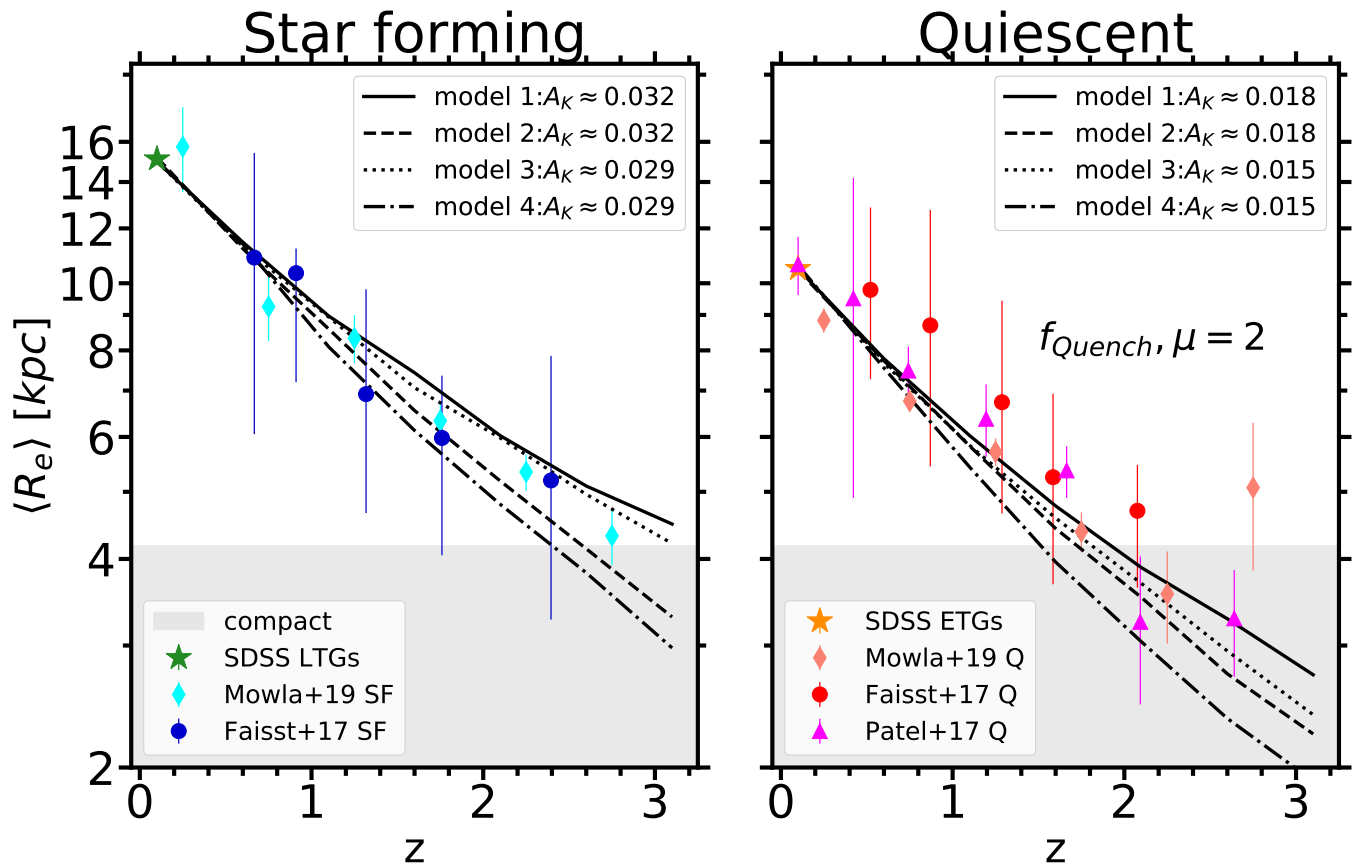 Star forming
Quiescent
model 1:A_K ≈ 0.032
model 2:A_K ≈ 0.032
model 3:A_K ≈ 0.029
model 4:A_K ≈ 0.029
model 1:A_K ≈ 0.018
model 2:A_K ≈ 0.018
model 3:A_K ≈ 0.015
model 4:A_K ≈ 0.015
16
14
12
10
8
6
4
2
⟨R_e⟩ [kpc]
f_Quench, μ = 2
compact
SDSS LTGs
Mowla+19 SF
Faisst+17 SF
SDSS ETGs
Mowla+19 Q
Faisst+17 Q
Patel+17 Q
0 1 2 3
0 1 2 3
z
z